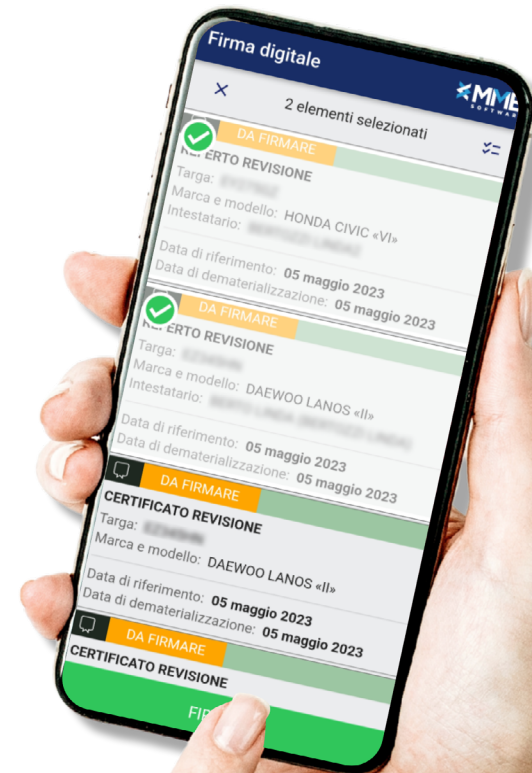 Firma digitale
MME
SOFTWARE
2 elementi selezionati
DA FIRMARE
REVISIONE
Targa:
Marca e modello: HONDA CIVIC «VI»
Intestatario:
Data di riferimento: 05 maggio 2023
Data di dematerializzazione: 05 maggio 2023
DA FIRMARE
REVISIONE
Targa:
Marca e modello: DAEWOO LANOS «II»
Intestatario:
Data di riferimento: 05 maggio 2023
Data di dematerializzazione: 05 maggio 2023
DA FIRMARE
CERTIFICATO REVISIONE
Targa:
Marca e modello: DAEWOO LANOS «II»
Data di riferimento: 05 maggio 2023
Data di dematerializzazione: 05 maggio 2023
DA FIRMARE
CERTIFICATO REVISIONE